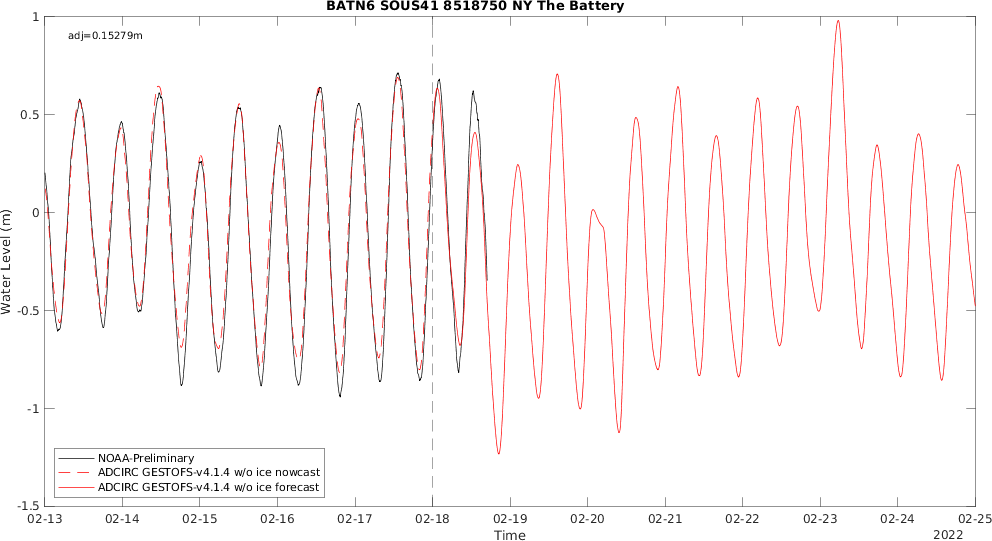 BATN6 SOUS41 8518750 NY The Battery
adj=0.15279m
1
0.5
0
-0.5
-1
-1.5
Water Level (m)
NOAA-Preliminary
ADCIRC GESTOFS-v4.1.4 w/o ice nowcast
ADCIRC GESTOFS-v4.1.4 w/o ice forecast
02-13 02-14 02-15 02-16 02-17 02-18 02-19 02-20 02-21 02-22 02-23 02-24 02-25
Time
2022